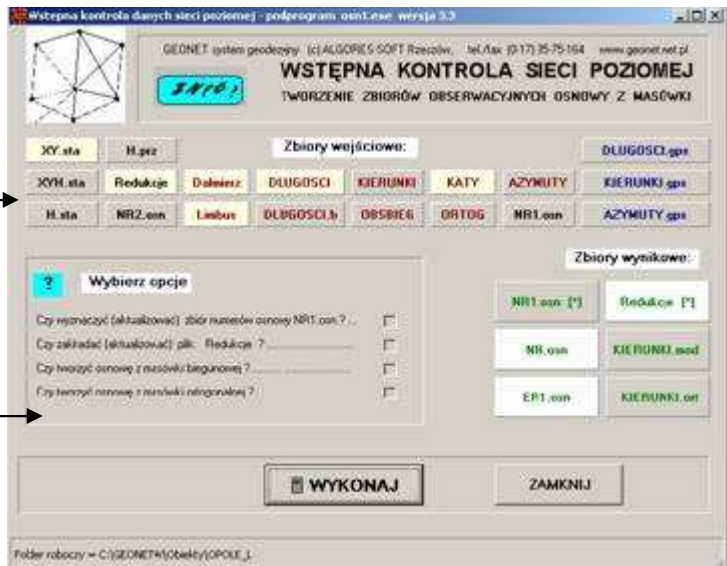 Wstępna kontrola danych sieci poziomej - podprogram osnt.exe wersja 3.3
GEONET system geodezyjny (c) ALGORES-SOFT Rzeszów, tel./fax (0-17) 35-75-164 www.geonet.net.pl
WSTĘPNA KONTROLA SIECI POZIOMEJ
TWORZENIE ZBIORÓW OBSERWACYJNYCH OSNOWY Z MASÓWKI
Zbiory wejściowe:
XY.sta H.prz DLUGOSCI.gps
XYH.sta Redukcje Dalmierz DLUGOSCI KIERUNKI KATY AZYMUTY KIERUNKI.gps
H.sta NR2.osn Limbus DLUGOSCI.b OBSBIEG ORTOG NR1.osn AZYMUTY.gps
Zbiory wynikowe:
? Wybierz opcje
NR1.osn [*] Redukcje [*]
Czy wyznaczyć (aktualizować) zbiór numerów osnowy NR1.osn ?
Czy zakładać (aktualizować) plik Redukcje ?
NR.osn KIERUNKI.mod
Czy tworzyć osnowę z masówki biegunowej ?
Czy tworzyć osnowę z masówki ortogonalnej ?
EP1.osn KIERUNKI.ori
WYKONAJ ZAMKNIJ
Folder roboczy = C:\GEONETW\Obiekty\OPOLE_L